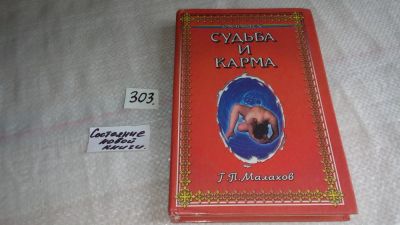 СУДЬБА И
КАРМА
Г.П. Малахов
303
Состояние
новой
книги.